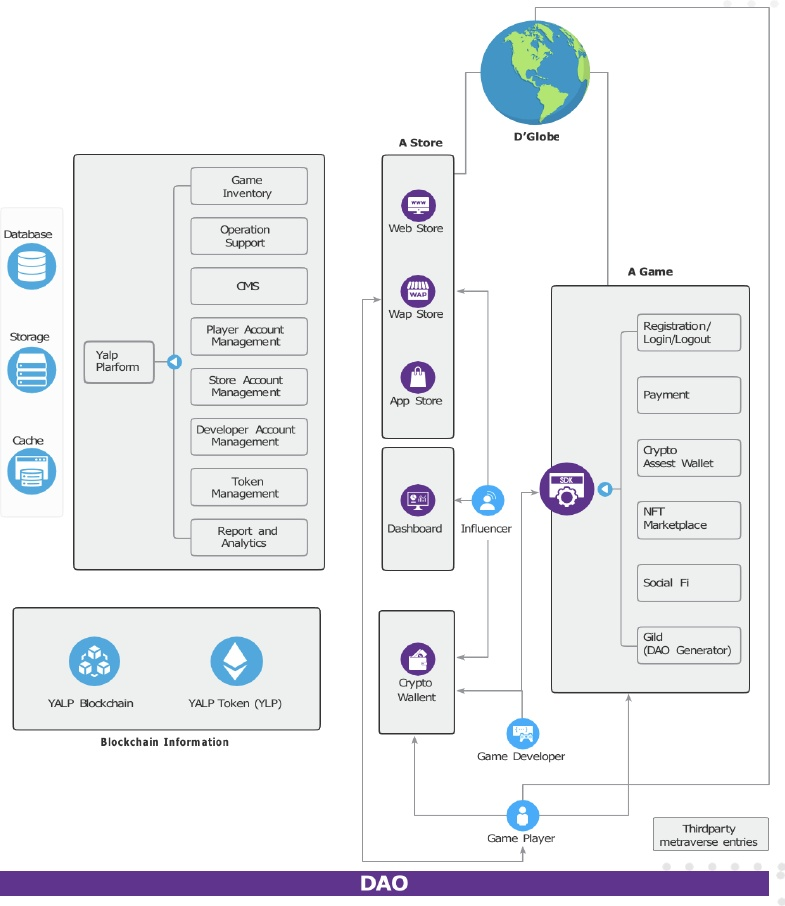 D'Globe
A Store
Web Store
Wap Store
WAP
App Store
Dashboard
Influencer
Crypto
Wallent
Game Developer
Game Player
Database
Storage
Cache
Yalp
Plarform
Game
Inventory
Operation
Support
CMS
Player Account
Management
Store Account
Management
Developer Account
Management
Token
Management
Report and
Analytics
YALP Blockchain
YALP Token (YLP)
Blockchain Information
A Game
SDK
Registration/
Login/Logout
Payment
Crypto
Assest Wallet
NFT
Marketplace
Social Fi
Gild
(DAO Generator)
Thirdparty
metraverse entries
DAO